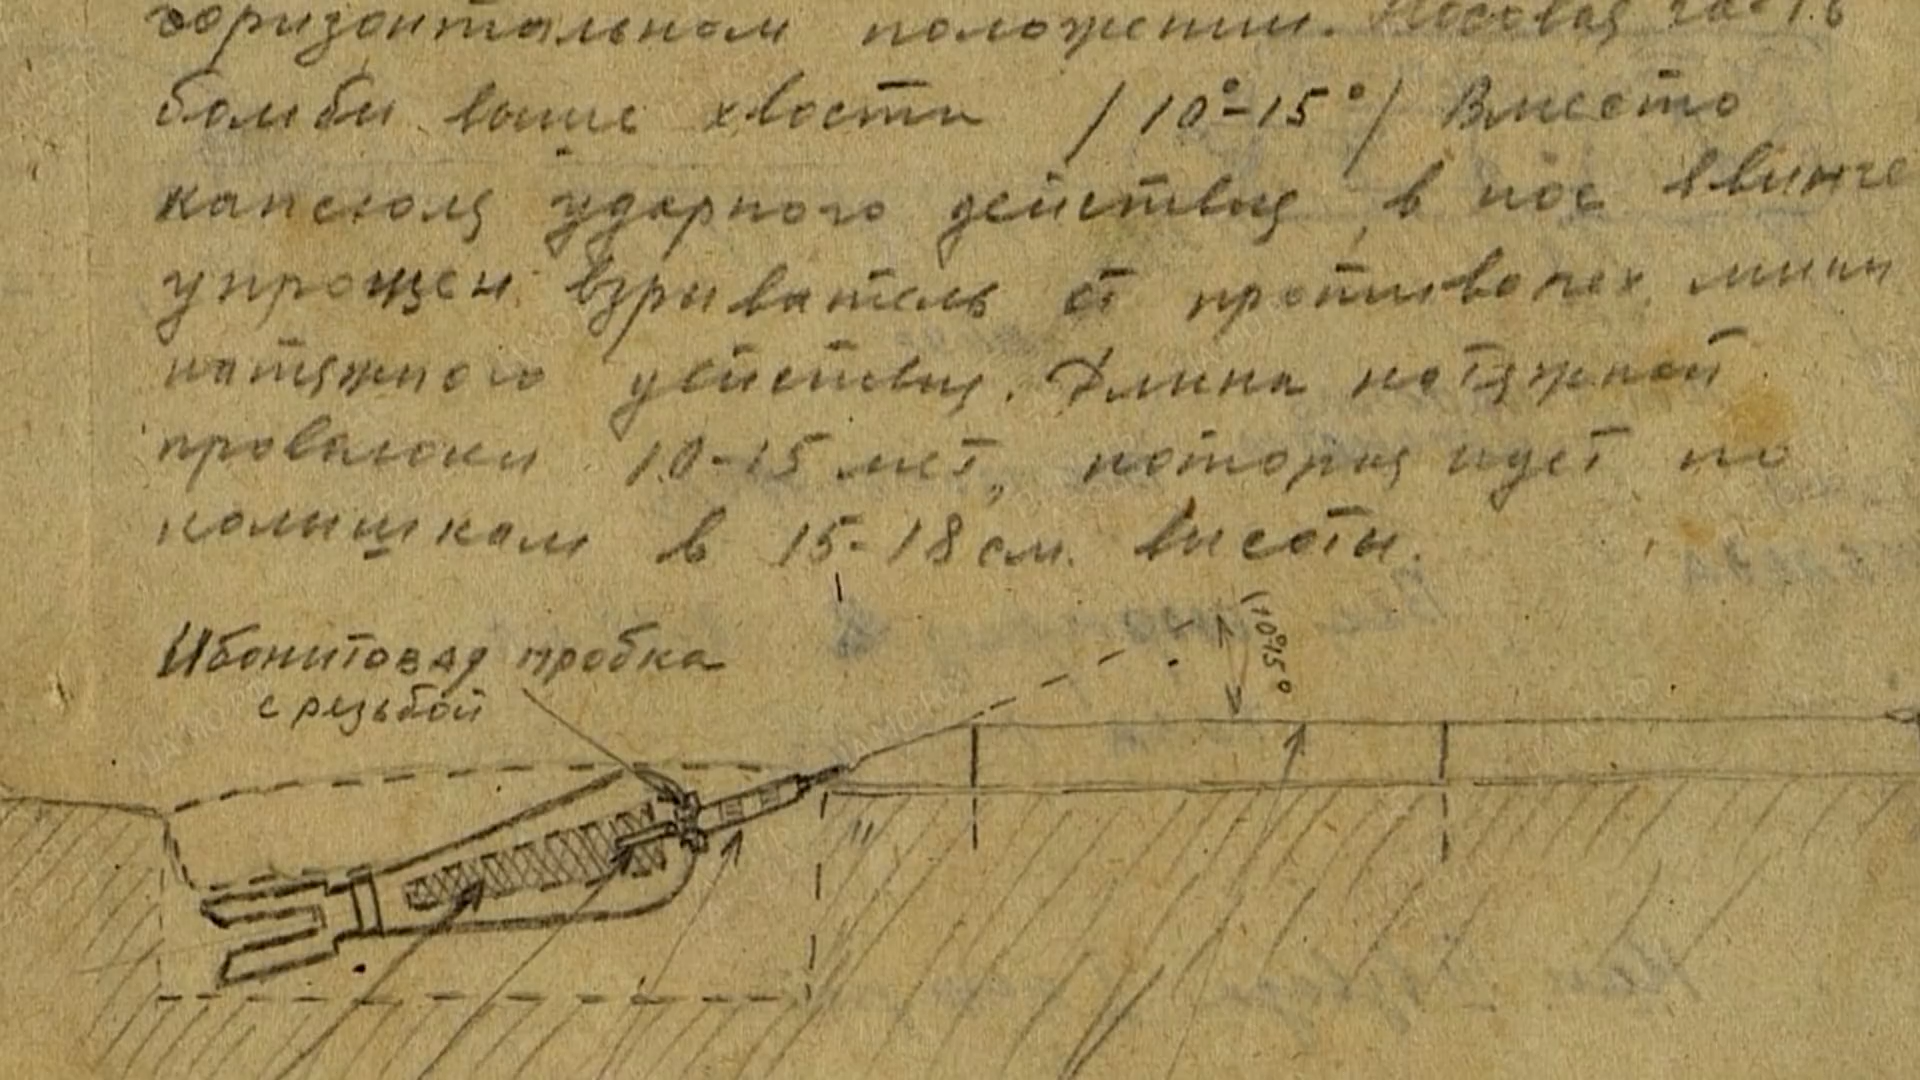 горизонтальном положении. Носовая часть
бомбы выше хвоста /10°-15°/ Вместо
капсюля ударного действия в нос ввинче
упрощен взрыватель от противопех. мины
натяжного действия. Длина натяжной
проволоки 10-15 мет., которая идет по
колышкам в 15-18 см. высоты.
10°15°
Ибонитовая пробка
с резьбой